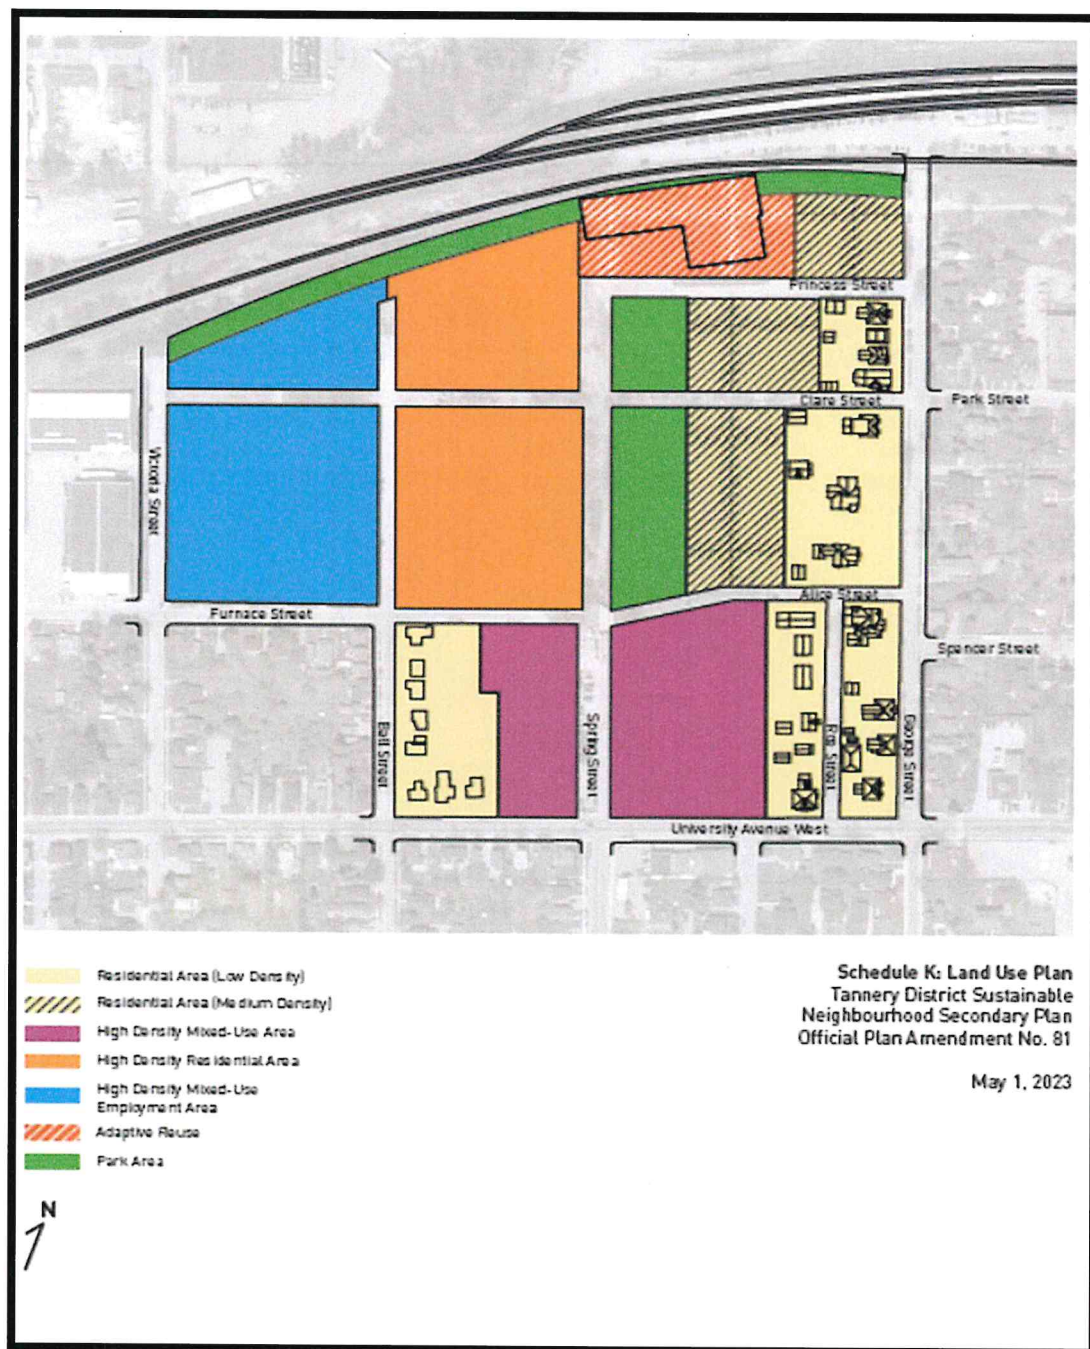 Princess Street
Clare Street
Park Street
Victoria Street
Furnace Street
Alice Street
Spencer Street
Ball Street
Spring Street
Roy Street
George Street
University Avenue West
Residential Area (Low Density)
Residential Area (Medium Density)
High Density Mixed-Use Area
High Density Residential Area
High Density Mixed-Use
Employment Area
Adaptive Reuse
Park Area
Schedule K: Land Use Plan
Tannery District Sustainable
Neighbourhood Secondary Plan
Official Plan Amendment No. 81
May 1, 2023
N